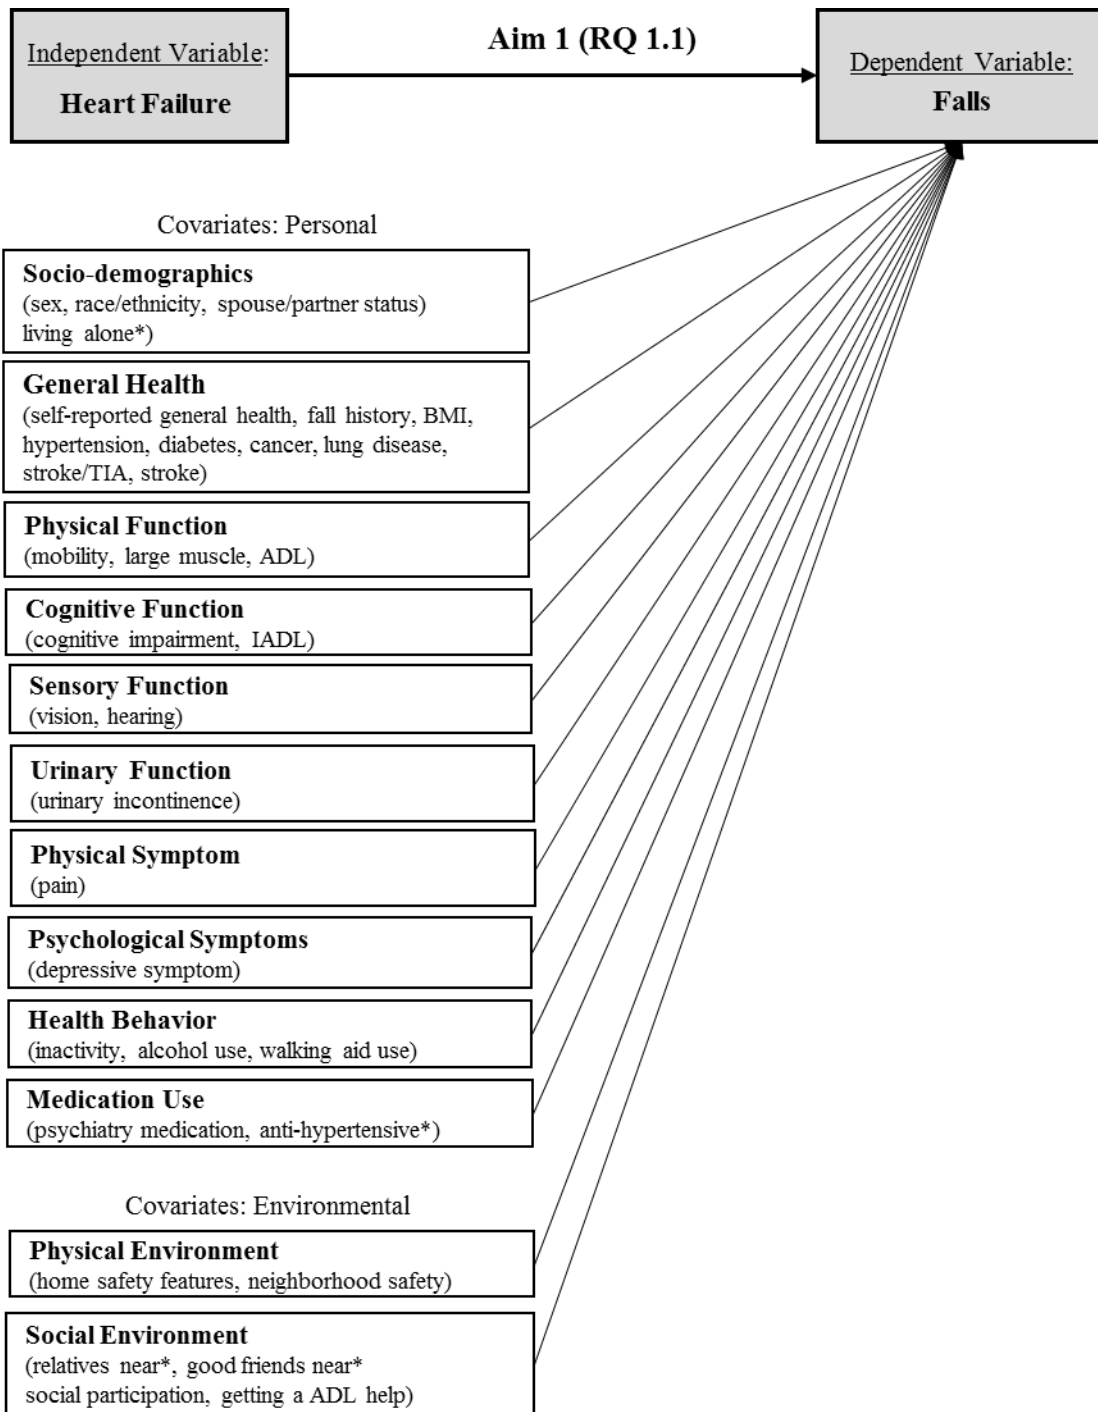 Independent Variable:
Heart Failure
Aim 1 (RQ 1.1)
Dependent Variable:
Falls
Covariates: Personal
Socio-demographics
(sex, race/ethnicity, spouse/partner status)
living alone*)
General Health
(self-reported general health, fall history, BMI,
hypertension, diabetes, cancer, lung disease,
stroke/TIA, stroke)
Physical Function
(mobility, large muscle, ADL)
Cognitive Function
(cognitive impairment, IADL)
Sensory Function
(vision, hearing)
Urinary Function
(urinary incontinence)
Physical Symptom
(pain)
Psychological Symptoms
(depressive symptom)
Health Behavior
(inactivity, alcohol use, walking aid use)
Medication Use
(psychiatry medication, anti-hypertensive*)
Covariates: Environmental
Physical Environment
(home safety features, neighborhood safety)
Social Environment
(relatives near*, good friends near*
social participation, getting a ADL help)